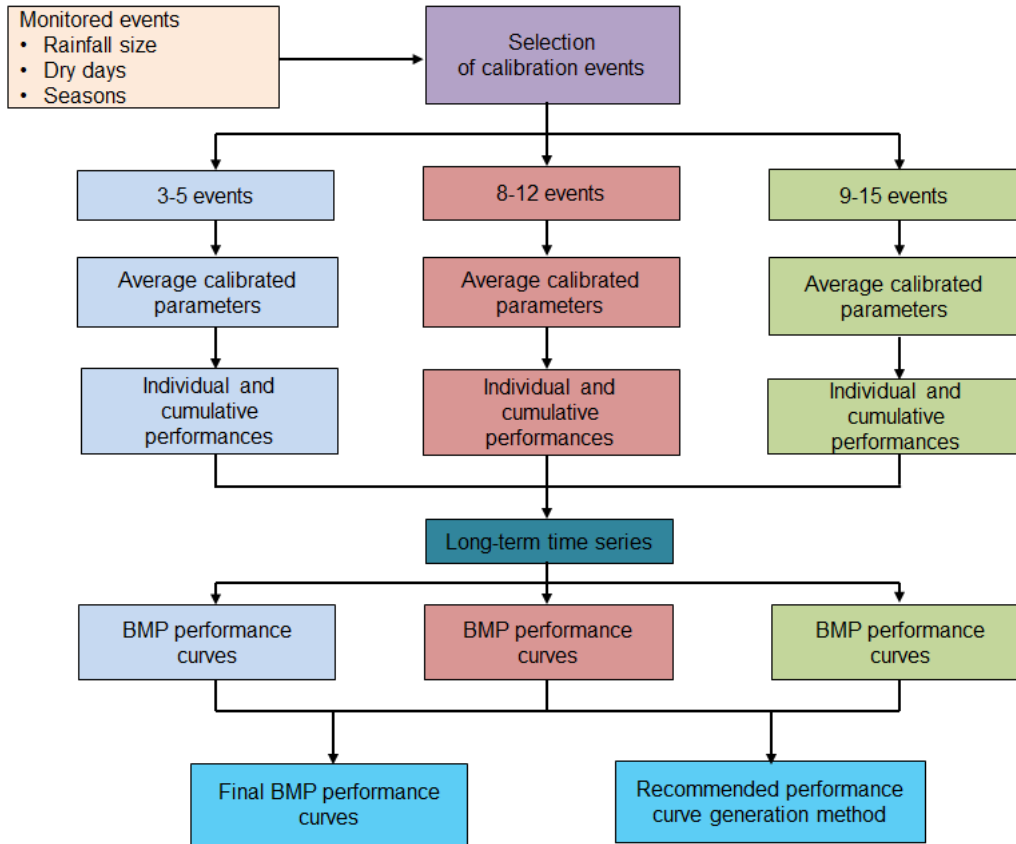 Monitored events
• Rainfall size
• Dry days
• Seasons
Selection
of calibration events
3-5 events
8-12 events
9-15 events
Average calibrated
parameters
Average calibrated
parameters
Average calibrated
parameters
Individual and
cumulative
performances
Individual and
cumulative
performances
Individual and
cumulative
performances
Long-term time series
BMP performance
curves
BMP performance
curves
BMP performance
curves
Final BMP performance
curves
Recommended performance
curve generation method